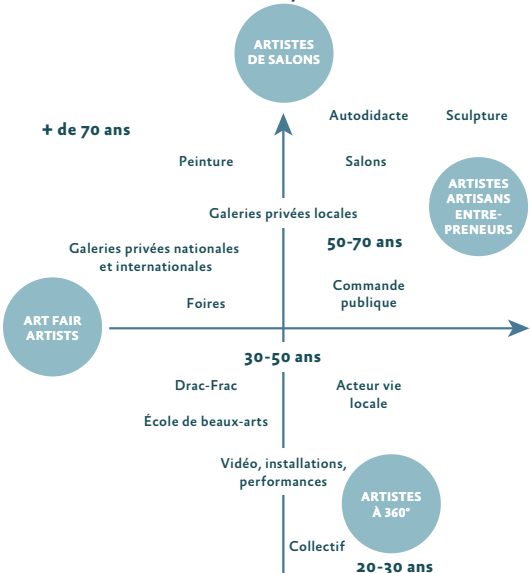 ARTISTES
DE SALONS
Autodidacte
Sculpture
+ de 70 ans
Peinture
Salons
ARTISTES
ARTISANS
ENTRE-
PRENEURS
Galeries privées locales
50-70 ans
Galeries privées nationales
et internationales
Commande
publique
Foires
ART FAIR
ARTISTS
30-50 ans
Drac-Frac
Acteur vie
locale
École de beaux-arts
Vidéo, installations,
performances
ARTISTES
À 360°
Collectif
20-30 ans